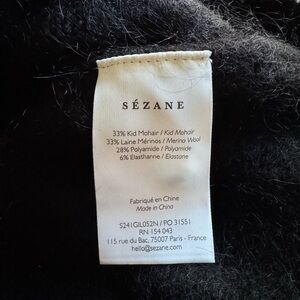 SÉZANE
33% Kid Mohair / Kid Mohair
33% Laine Mérinos / Merino Wool
28% Polyamide / Polyamide
6% Elasthanne / Elastane
Fabriqué en Chine
Made in China
S241GIL052N / PO 31551
RN 154 043
115 rue du Bac, 75007 Paris - France
hello@sezane.com